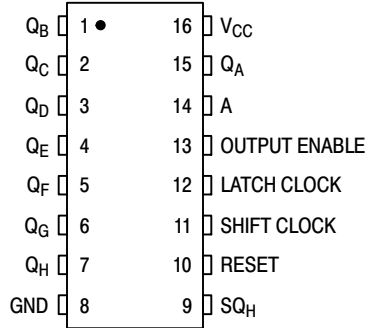 QB 1 16 VCC
QC 2 15 QA
QD 3 14 A
QE 4 13 OUTPUT ENABLE
QF 5 12 LATCH CLOCK
QG 6 11 SHIFT CLOCK
QH 7 10 RESET
GND 8 9 SQH